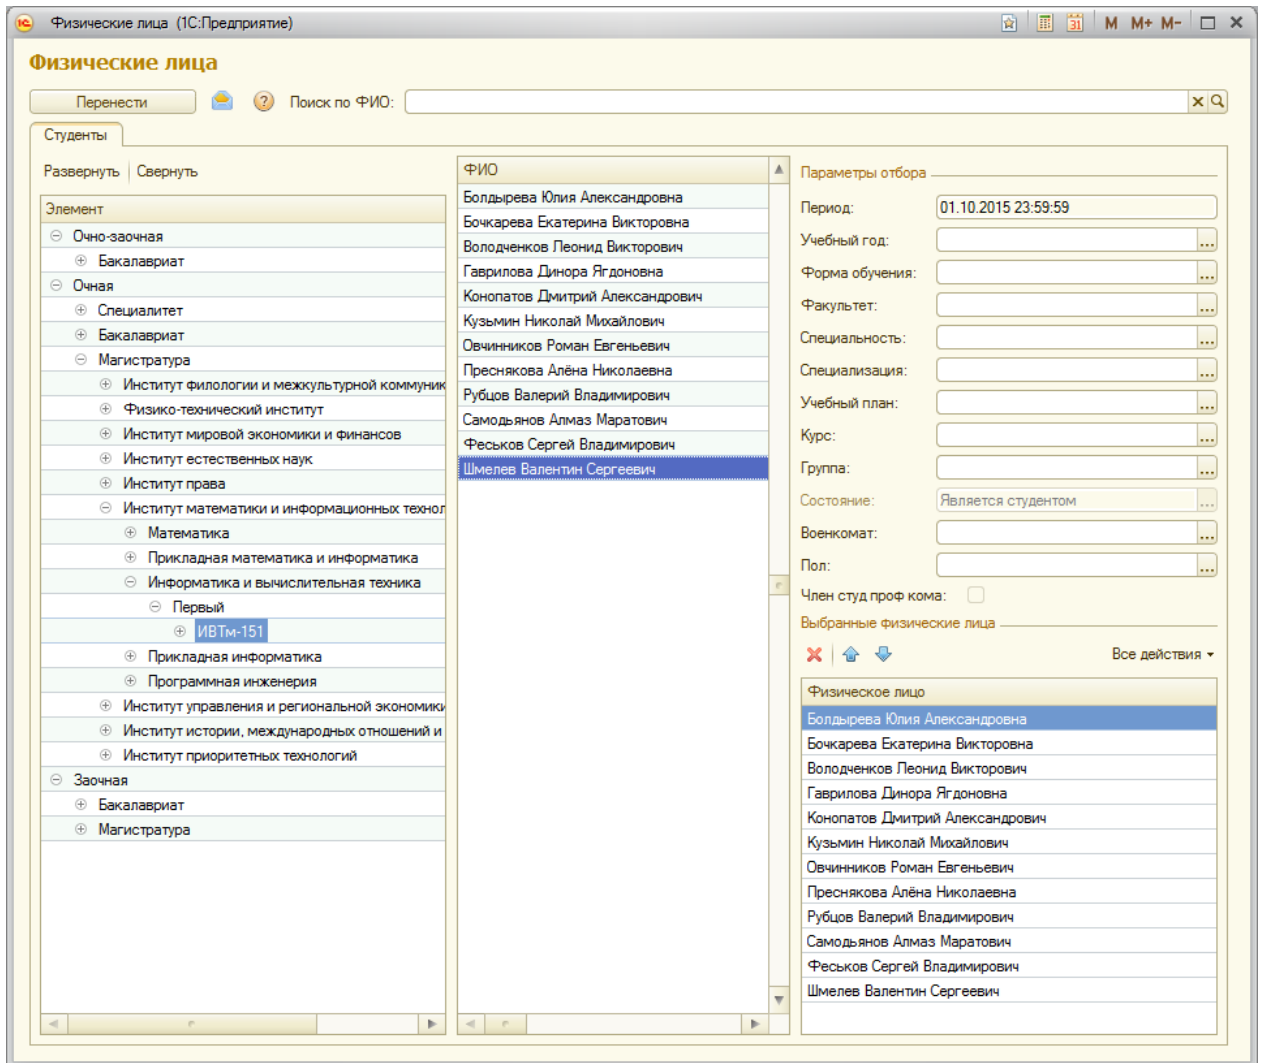 Физические лица (1С:Предприятие)
31 M M+ M-
Физические лица
Перенести
Поиск по ФИО:
Студенты
Развернуть Свернуть
Элемент
Очно-заочная
Бакалавриат
Очная
Специалитет
Бакалавриат
Магистратура
Институт филологии и межкультурной коммуник
Физико-технический институт
Институт мировой экономики и финансов
Институт естественных наук
Институт права
Институт математики и информационных технол
Математика
Прикладная математика и информатика
Информатика и вычислительная техника
Первый
ИВТм-151
Прикладная информатика
Программная инженерия
Институт управления и региональной экономики
Институт истории, международных отношений и
Институт приоритетных технологий
Заочная
Бакалавриат
Магистратура
ФИО
Болдырева Юлия Александровна
Бочкарева Екатерина Викторовна
Володченков Леонид Викторович
Гаврилова Динора Ягдоновна
Конопатов Дмитрий Александрович
Кузьмин Николай Михайлович
Овчинников Роман Евгеньевич
Преснякова Алёна Николаевна
Рубцов Валерий Владимирович
Самодьянов Алмаз Маратович
Феськов Сергей Владимирович
Шмелев Валентин Сергеевич
Параметры отбора
Период: 01.10.2015 23:59:59
Учебный год:
Форма обучения:
Факультет:
Специальность:
Специализация:
Учебный план:
Курс:
Группа:
Состояние: Является студентом
Военкомат:
Пол:
Член студ проф кома:
Выбранные физические лица
Все действия
Физическое лицо
Болдырева Юлия Александровна
Бочкарева Екатерина Викторовна
Володченков Леонид Викторович
Гаврилова Динора Ягдоновна
Конопатов Дмитрий Александрович
Кузьмин Николай Михайлович
Овчинников Роман Евгеньевич
Преснякова Алёна Николаевна
Рубцов Валерий Владимирович
Самодьянов Алмаз Маратович
Феськов Сергей Владимирович
Шмелев Валентин Сергеевич